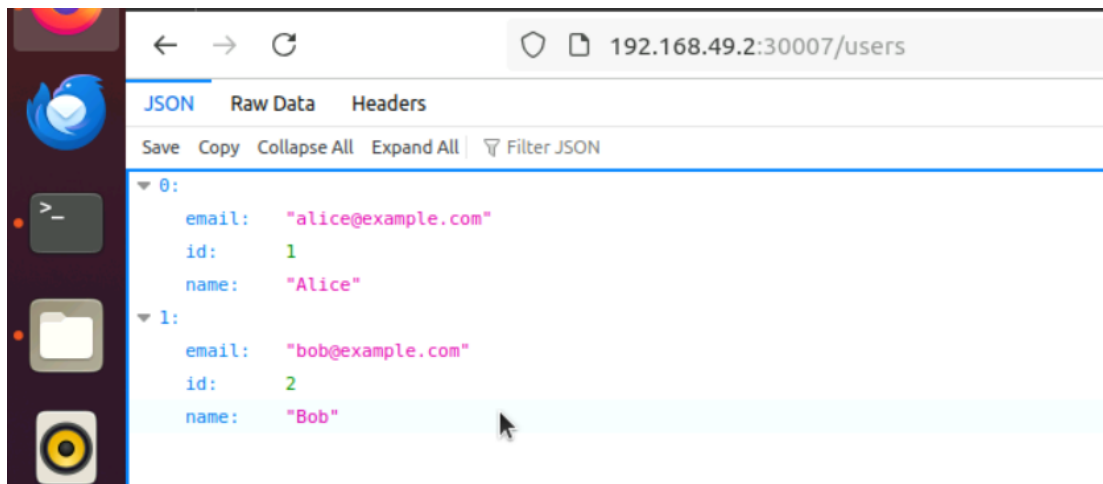 192.168.49.2:30007/users
JSON Raw Data Headers
Save Copy Collapse All Expand All Filter JSON
0:
email: "alice@example.com"
id: 1
name: "Alice"
1:
email: "bob@example.com"
id: 2
name: "Bob"